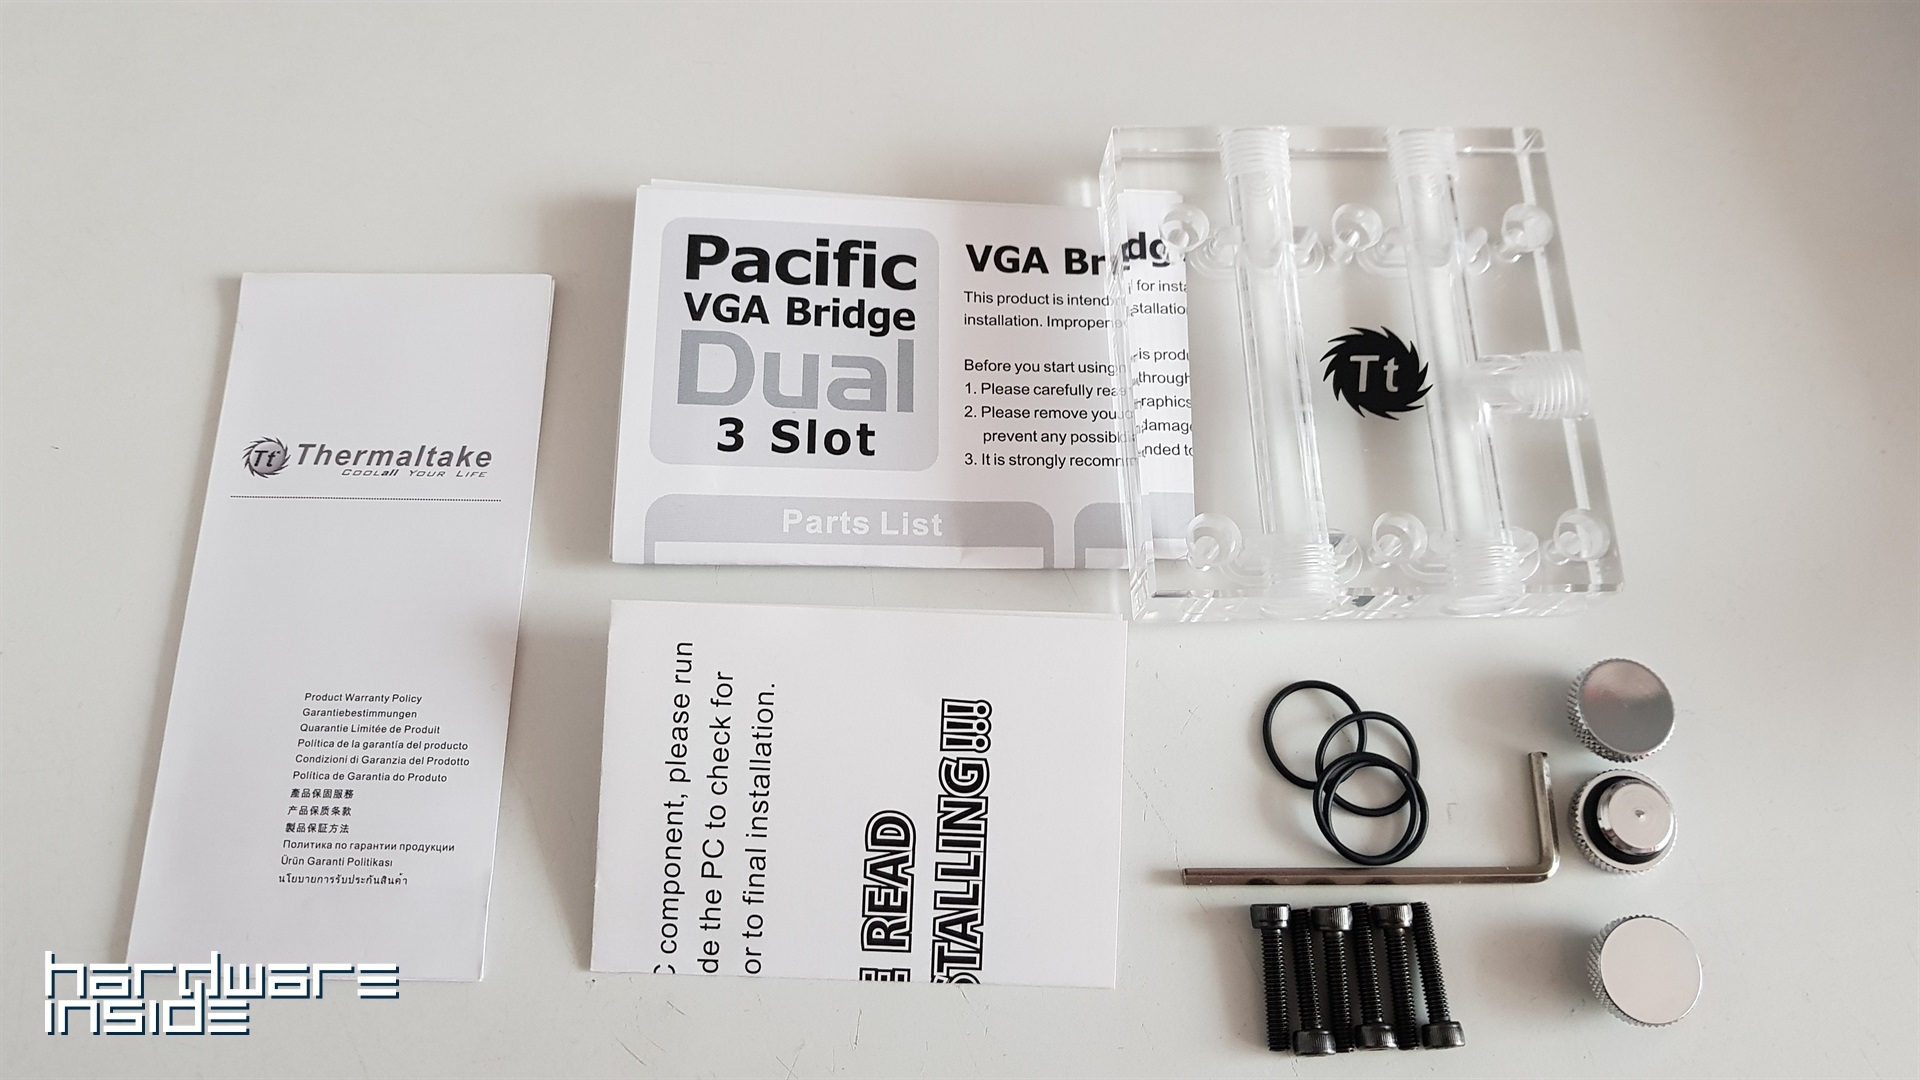 Tt Thermaltake
COOLall YOUR LIFE
Product Warranty Policy
Garantiebestimmungen
Quarantie Limitée de Produit
Política de la garantía del producto
Condizioni di Garanzia del Prodotto
Política de Garantia do Produto
產品保固服務
产品保质条款
製品保証方法
Политика по гарантии продукции
Ürün Garanti Politikası
นโยบายการรับประกันสินค้า
Pacific
VGA Bridge
Dual
3 Slot
VGA Bri dg
This product is intend for insta
installation. Improper stallatio
is produ
Before you start using through
1. Please carefully rea raphics
2. Please remove you damage
prevent any possibl nded to
3. It is strongly recomm
Parts List
Tt
C component, please run
de the PC to check for
or to final installation.
E READ
STALLING!!!
hardware
inside